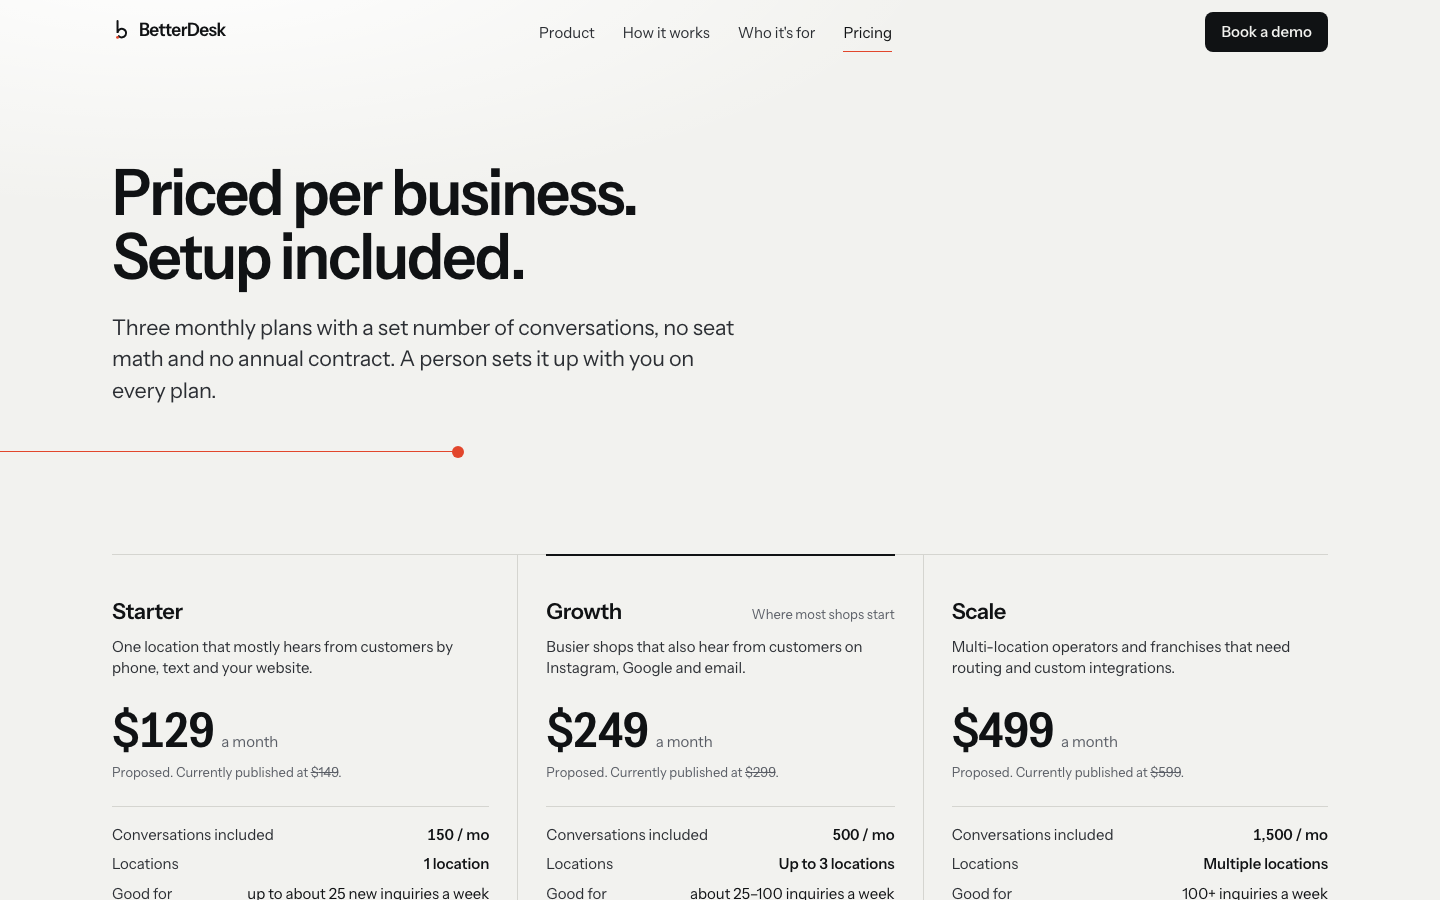 BetterDesk
Product
How it works
Who it's for
Pricing
Book a demo
Priced per business.
Setup included.
Three monthly plans with a set number of conversations, no seat
math and no annual contract. A person sets it up with you on
every plan.
Starter
One location that mostly hears from customers by
phone, text and your website.
$129 a month
Proposed. Currently published at $149.
Conversations included 150 / mo
Locations 1 location
Good for up to about 25 new inquiries a week
Growth
Where most shops start
Busier shops that also hear from customers on
Instagram, Google and email.
$249 a month
Proposed. Currently published at $299.
Conversations included 500 / mo
Locations Up to 3 locations
Good for about 25–100 inquiries a week
Scale
Multi-location operators and franchises that need
routing and custom integrations.
$499 a month
Proposed. Currently published at $599.
Conversations included 1,500 / mo
Locations Multiple locations
Good for 100+ inquiries a week